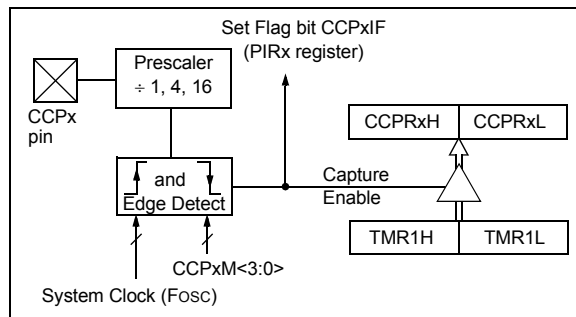 Set Flag bit CCPxIF
(PIRx register)
Prescaler
÷ 1, 4, 16
CCPx
pin
CCPRxH
CCPRxL
and
Edge Detect
Capture
Enable
TMR1H
TMR1L
CCPxM<3:0>
System Clock (FOSC)